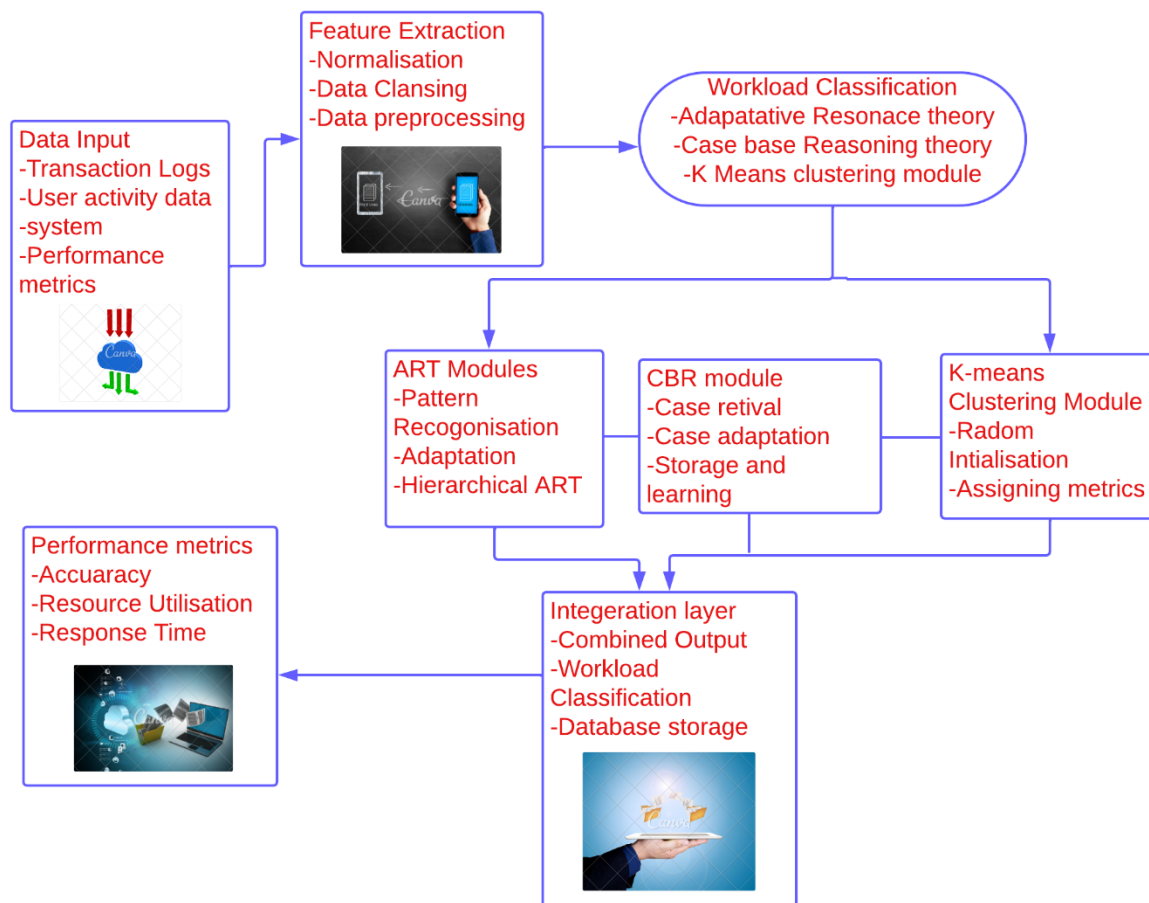 Data Input
-Transaction Logs
-User activity data
-system
-Performance
metrics
Canva
Feature Extraction
-Normalisation
-Data Clansing
-Data preprocessing
Canva
Workload Classification
-Adapatative Resonace theory
-Case base Reasoning theory
-K Means clustering module
ART Modules
-Pattern
Recogonisation
-Adaptation
-Hierarchical ART
CBR module
-Case retival
-Case adaptation
-Storage and
learning
K-means
Clustering Module
-Radom
Intialisation
-Assigning metrics
Integeration layer
-Combined Output
-Workload
Classification
-Database storage
Canva
Performance metrics
-Accuaracy
-Resource Utilisation
-Response Time